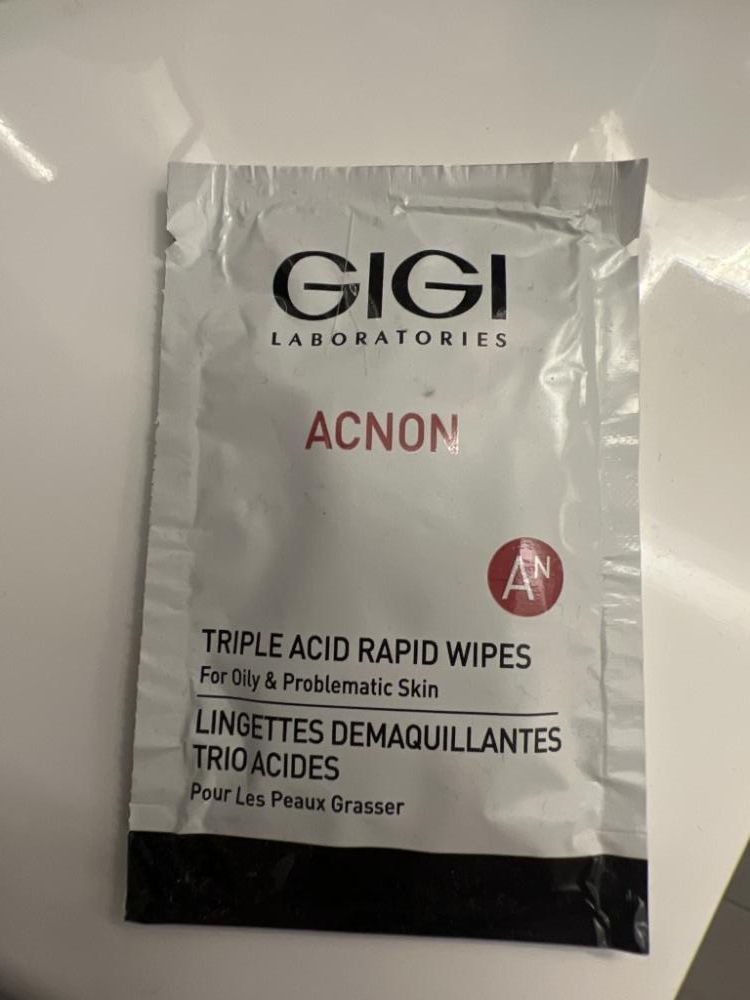 GIGI
LABORATORIES
ACNON
AN
TRIPLE ACID RAPID WIPES
For Oily & Problematic Skin
LINGETTES DEMAQUILLANTES
TRIO ACIDES
Pour Les Peaux Grasser